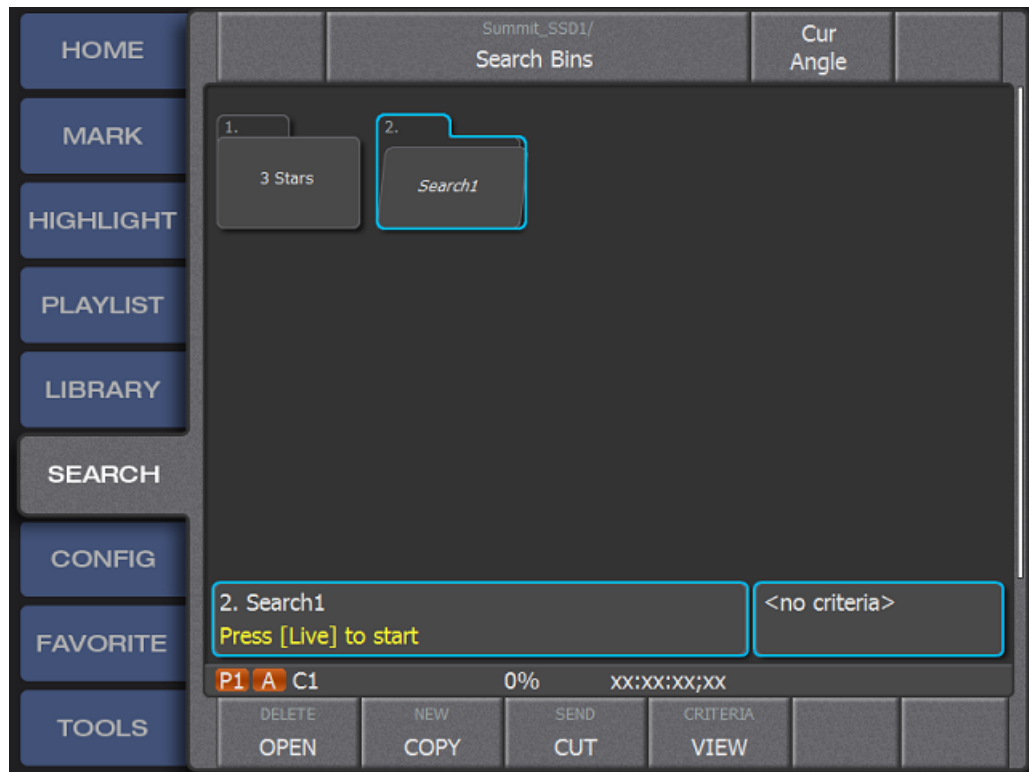 HOME
MARK
HIGHLIGHT
PLAYLIST
LIBRARY
SEARCH
CONFIG
FAVORITE
TOOLS
Summit_SSD1/
Search Bins
Cur
Angle
1.
3 Stars
2.
Search1
2. Search1
Press [Live] to start
<no criteria>
P1 A C1 0% xx:xx:xx;xx
DELETE
OPEN
NEW
COPY
SEND
CUT
CRITERIA
VIEW